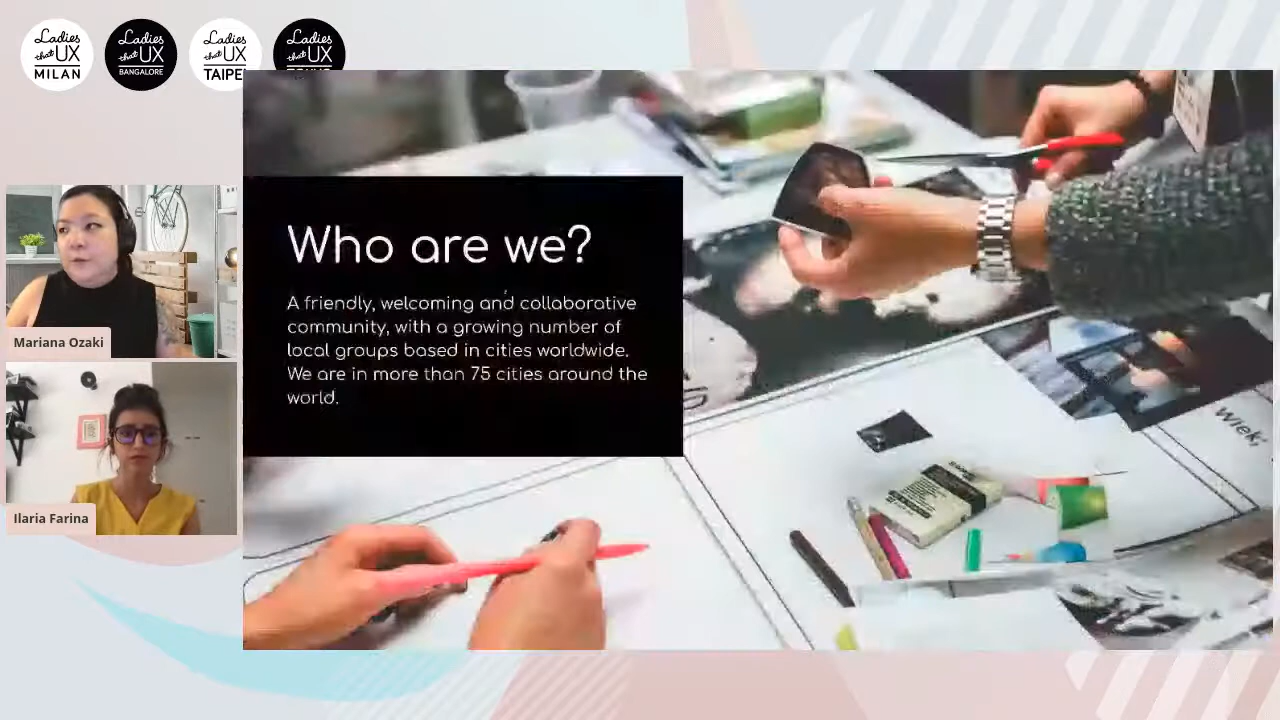 Ladies
that UX
MILAN
Ladies
that UX
BANGALORE
Ladies
that UX
Ladies
that UX
Mariana Ozaki
Ilaria Farina
Who are we?
A friendly, welcoming and collaborative
community, with a growing number of
local groups based in cities worldwide.
We are in more than 75 cities around the
world.